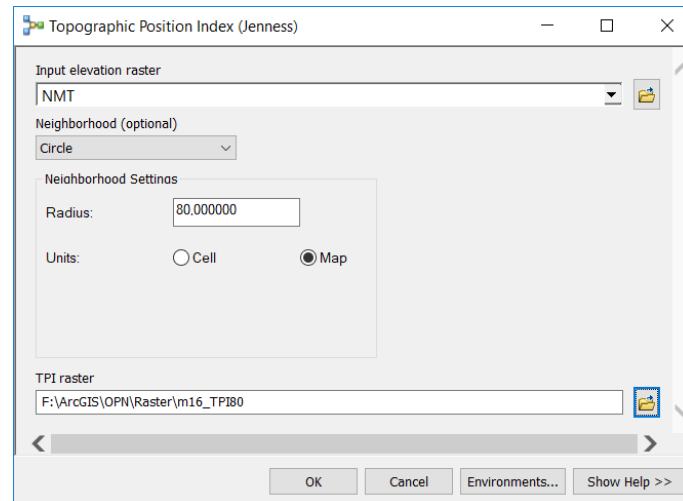 Topographic Position Index (Jenness)
Input elevation raster
NMT
Neighborhood (optional)
Circle
Neighborhood Settings
Radius: 80,000000
Units: Cell Map
TPI raster
F:\ArcGIS\OPN\Raster\m16_TPI80
OK Cancel Environments... Show Help >>